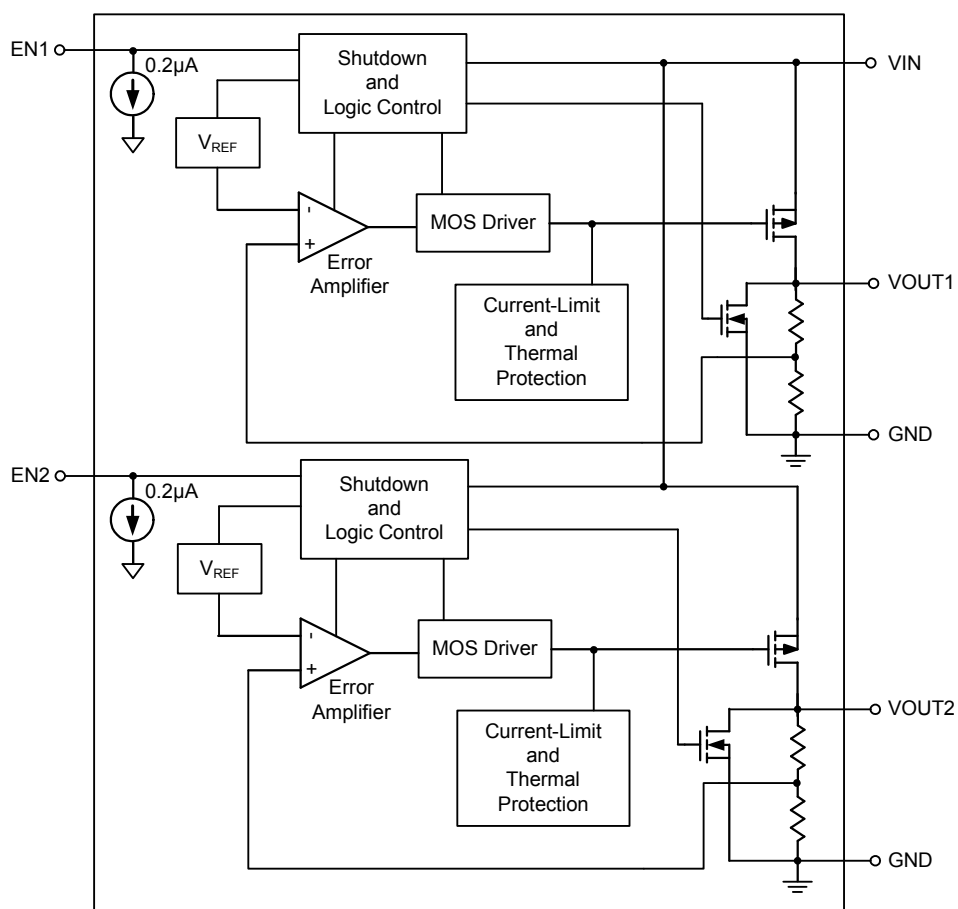 EN1
0.2µA
Shutdown
and
Logic Control
VIN
VREF
-
+
MOS Driver
Error
Amplifier
VOUT1
Current-Limit
and
Thermal
Protection
GND
EN2
0.2µA
Shutdown
and
Logic Control
VREF
-
+
MOS Driver
Error
Amplifier
VOUT2
Current-Limit
and
Thermal
Protection
GND